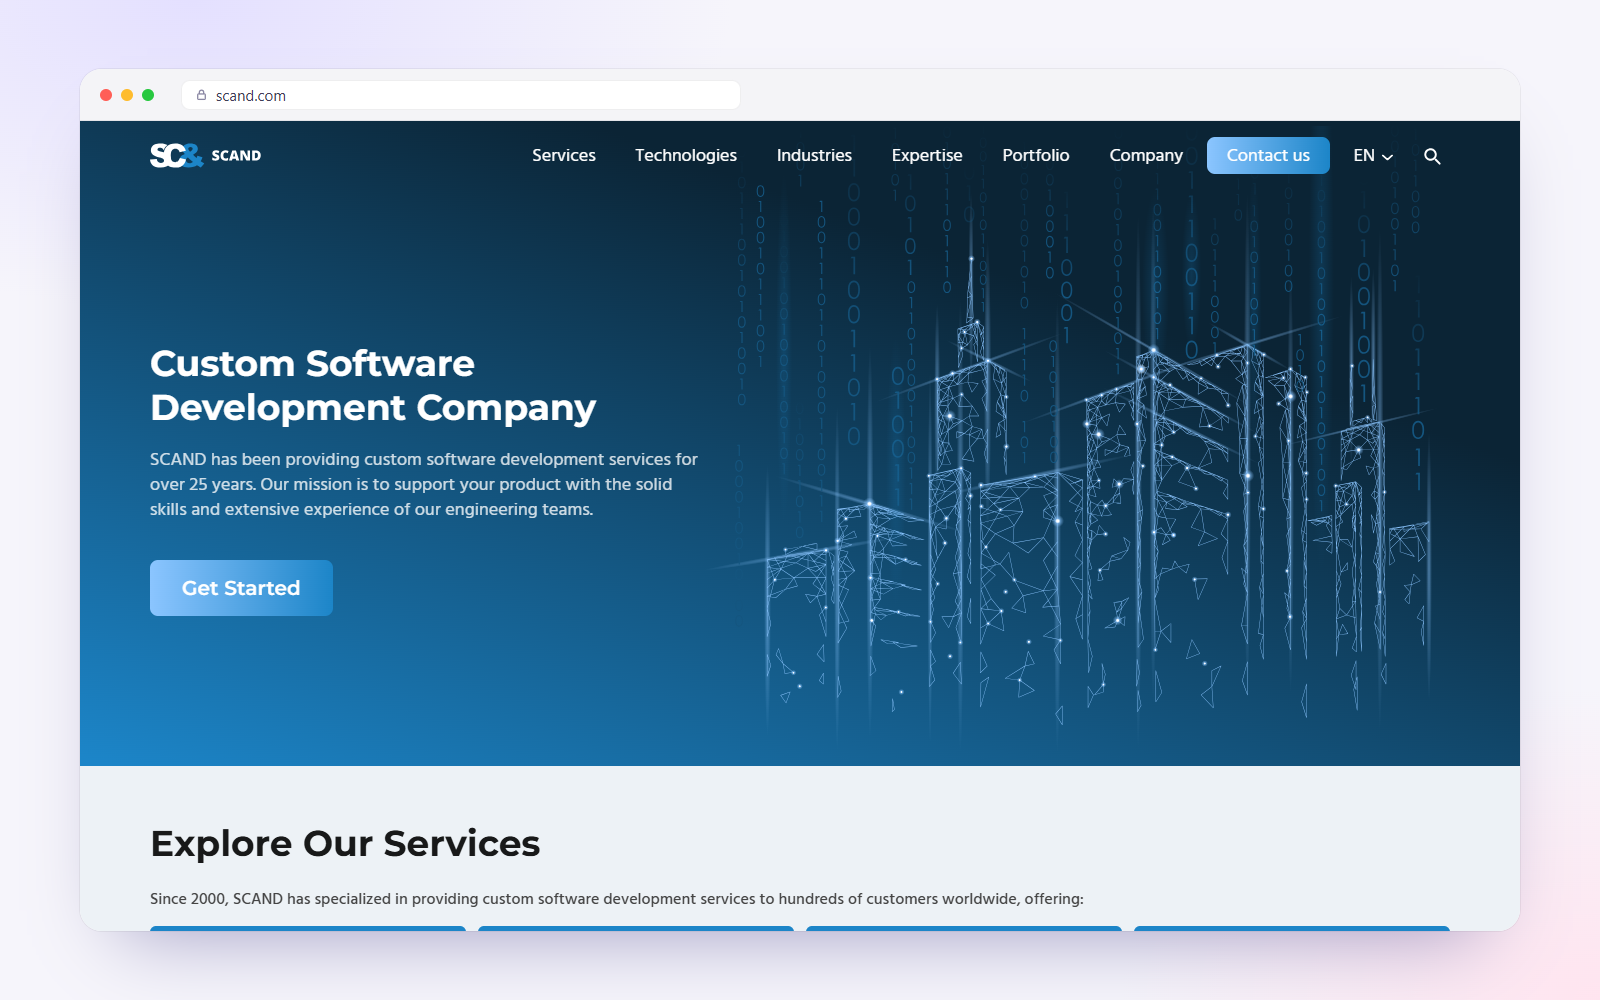 scand.com
SC& SCAND
Services Technologies Industries Expertise Portfolio Company Contact us EN
Custom Software
Development Company
SCAND has been providing custom software development services for
over 25 years. Our mission is to support your product with the solid
skills and extensive experience of our engineering teams.
Get Started
Explore Our Services
Since 2000, SCAND has specialized in providing custom software development services to hundreds of customers worldwide, offering: